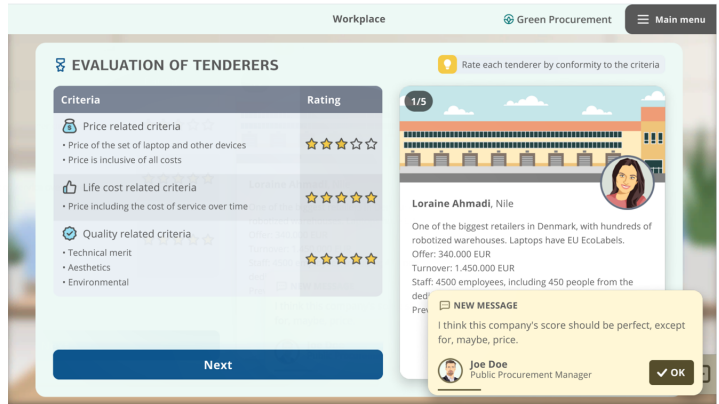 Workplace
Green Procurement
Main menu
EVALUATION OF TENDERERS
Rate each tenderer by conformity to the criteria
Criteria
Rating
Price related criteria
• Price of the set of laptop and other devices
• Price is inclusive of all costs
Life cost related criteria
• Price including the cost of service over time
Quality related criteria
• Technical merit
• Aesthetics
• Environmental
Next
1/5
Loraine Ahmadi, Nile
One of the biggest retailers in Denmark, with hundreds
of robotized warehouses. Laptops have EU EcoLabels.
Offer: 340.000 EUR
Turnover: 1.450.000 EUR
Staff: 4500 employees, including 450 people from the
NEW MESSAGE
I think this company's score should be perfect, except
for, maybe, price.
Joe Doe
Public Procurement Manager
OK